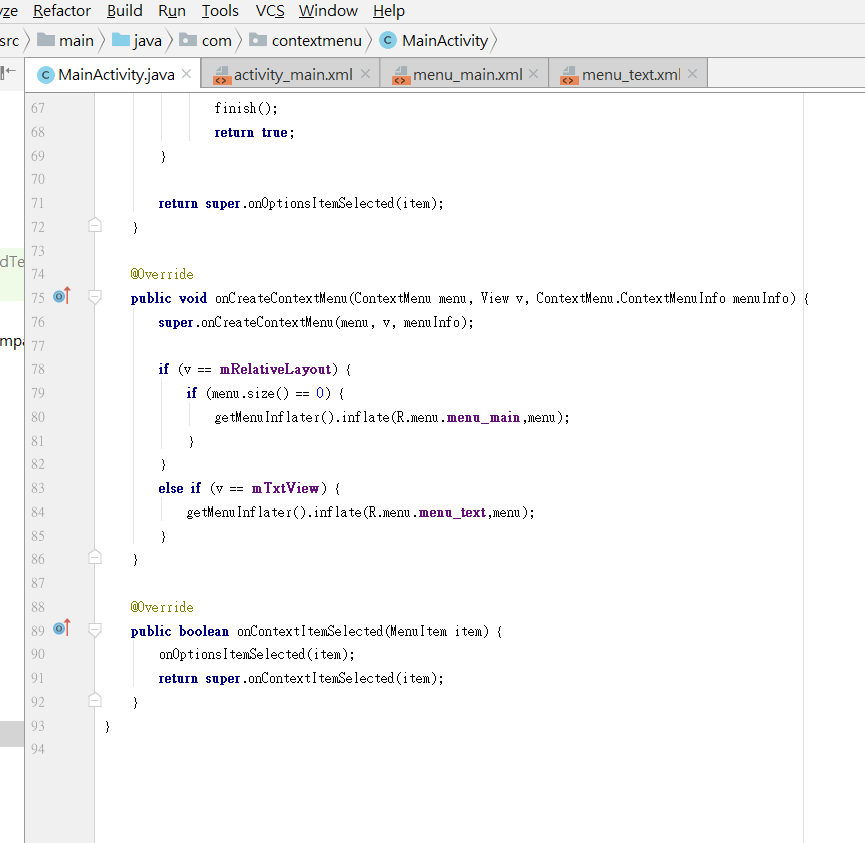 yze Refactor Build Run Tools VCS Window Help
src main java com contextmenu MainActivity
MainActivity.java activity_main.xml menu_main.xml menu_text.xml
67 finish();
68 return true;
69 }
70
71 return super.onOptionsItemSelected(item);
72 }
73
dTe
74 @Override
75 public void onCreateContextMenu(ContextMenu menu, View v, ContextMenu.ContextMenuInfo menuInfo) {
76 super.onCreateContextMenu(menu, v, menuInfo);
mpa
77
78 if (v == mRelativeLayout) {
79 if (menu.size() == 0) {
80 getMenuInflater().inflate(R.menu.menu_main,menu);
81 }
82 }
83 else if (v == mTxtView) {
84 getMenuInflater().inflate(R.menu.menu_text,menu);
85 }
86 }
87
88 @Override
89 public boolean onContextItemSelected(MenuItem item) {
90 onOptionsItemSelected(item);
91 return super.onContextItemSelected(item);
92 }
93 }
94